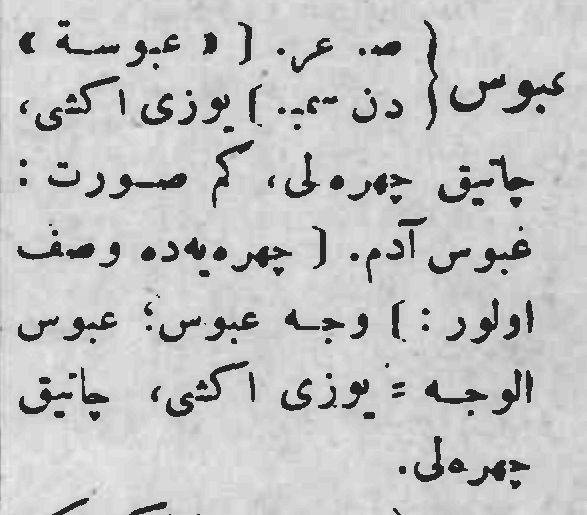 عبوس { ص. عر. [ « عبوسة »
دن سمـ. ] یوزی اکشی،
چاتیق چهره‌لی، کم صورت :
غبوس آدم. [ چهره‌یه‌ده وصف
اولور : ] وجه عبوس؛ عبوس
الوجه = یوزی اکشی، چاتیق
چهره‌لی.